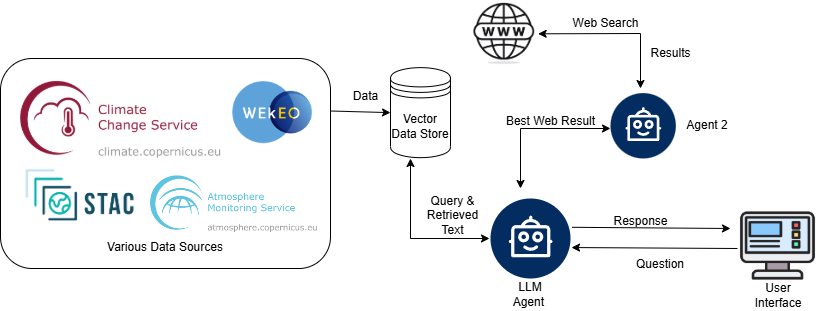 WWW
Web Search
Results
Climate
Change Service
climate.copernicus.eu
WEkEO
Data
Vector
Data Store
Best Web Result
Agent 2
STAC
Atmosphere
Monitoring Service
atmosphere.copernicus.eu
Various Data Sources
Query &
Retrieved
Text
LLM
Agent
Response
Question
User
Interface